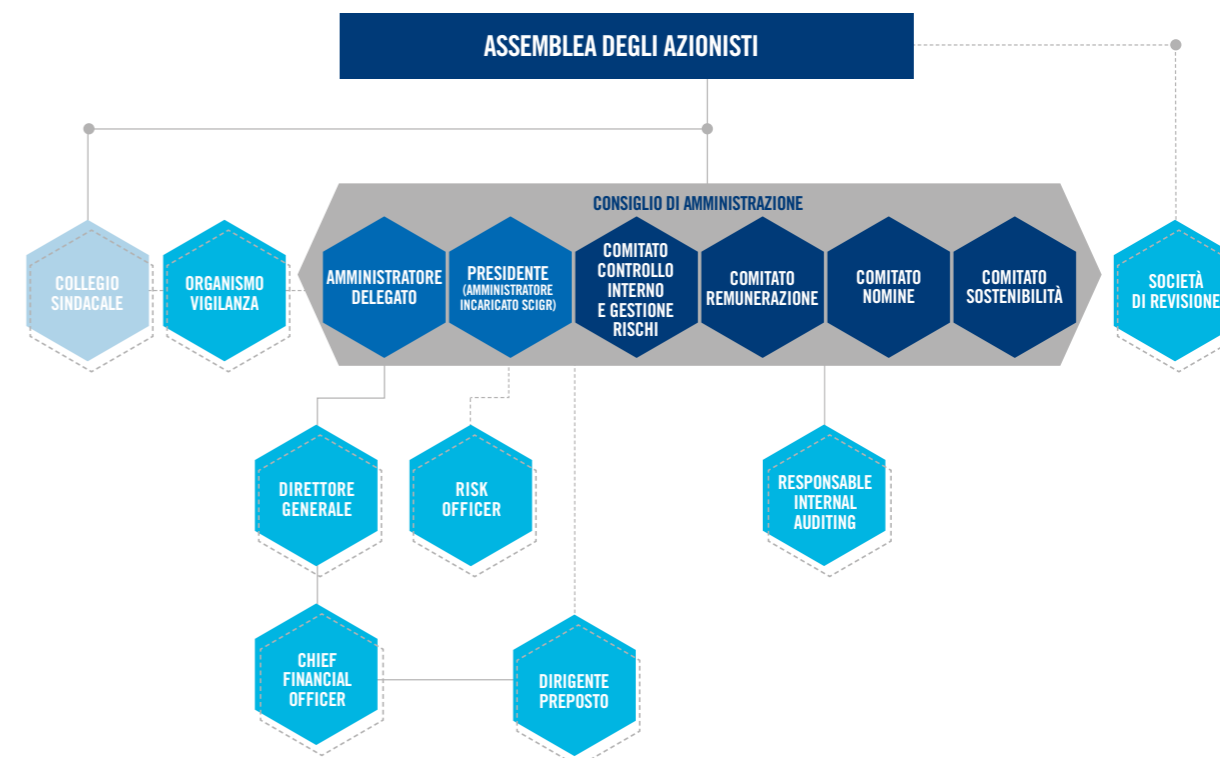 ASSEMBLEA DEGLI AZIONISTI
CONSIGLIO DI AMMINISTRAZIONE
COLLEGIO
SINDACALE
ORGANISMO
VIGILANZA
AMMINISTRATORE
DELEGATO
PRESIDENTE
(AMMINISTRATORE
INCARICATO SCIGR)
COMITATO
CONTROLLO
INTERNO
E GESTIONE
RISCHI
COMITATO
REMUNERAZIONE
COMITATO
NOMINE
COMITATO
SOSTENIBILITÀ
SOCIETÀ
DI REVISIONE
DIRETTORE
GENERALE
RISK
OFFICER
RESPONSABLE
INTERNAL
AUDITING
CHIEF
FINANCIAL
OFFICER
DIRIGENTE
PREPOSTO